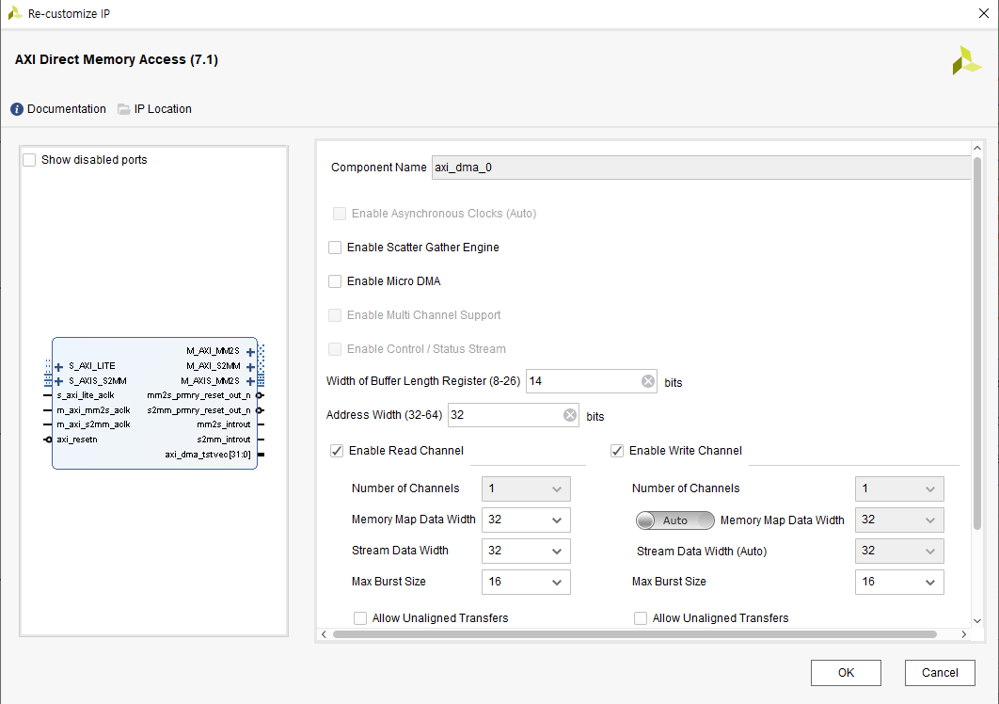 Re-customize IP
AXI Direct Memory Access (7.1)
Documentation IP Location
Show disabled ports
M_AXI_MM2S
S_AXI_LITE M_AXI_S2MM
S_AXIS_S2MM M_AXIS_MM2S
s_axi_lite_aclk mm2s_prmry_reset_out_n
m_axi_mm2s_aclk s2mm_prmry_reset_out_n
m_axi_s2mm_aclk mm2s_introut
axi_resetn s2mm_introut
axi_dma_tstvec[31:0]
Component Name axi_dma_0
Enable Asynchronous Clocks (Auto)
Enable Scatter Gather Engine
Enable Micro DMA
Enable Multi Channel Support
Enable Control / Status Stream
Width of Buffer Length Register (8-26) 14 bits
Address Width (32-64) 32 bits
Enable Read Channel
Number of Channels 1
Memory Map Data Width 32
Stream Data Width 32
Max Burst Size 16
Allow Unaligned Transfers
Enable Write Channel
Number of Channels 1
Auto Memory Map Data Width 32
Stream Data Width (Auto) 32
Max Burst Size 16
Allow Unaligned Transfers
OK Cancel